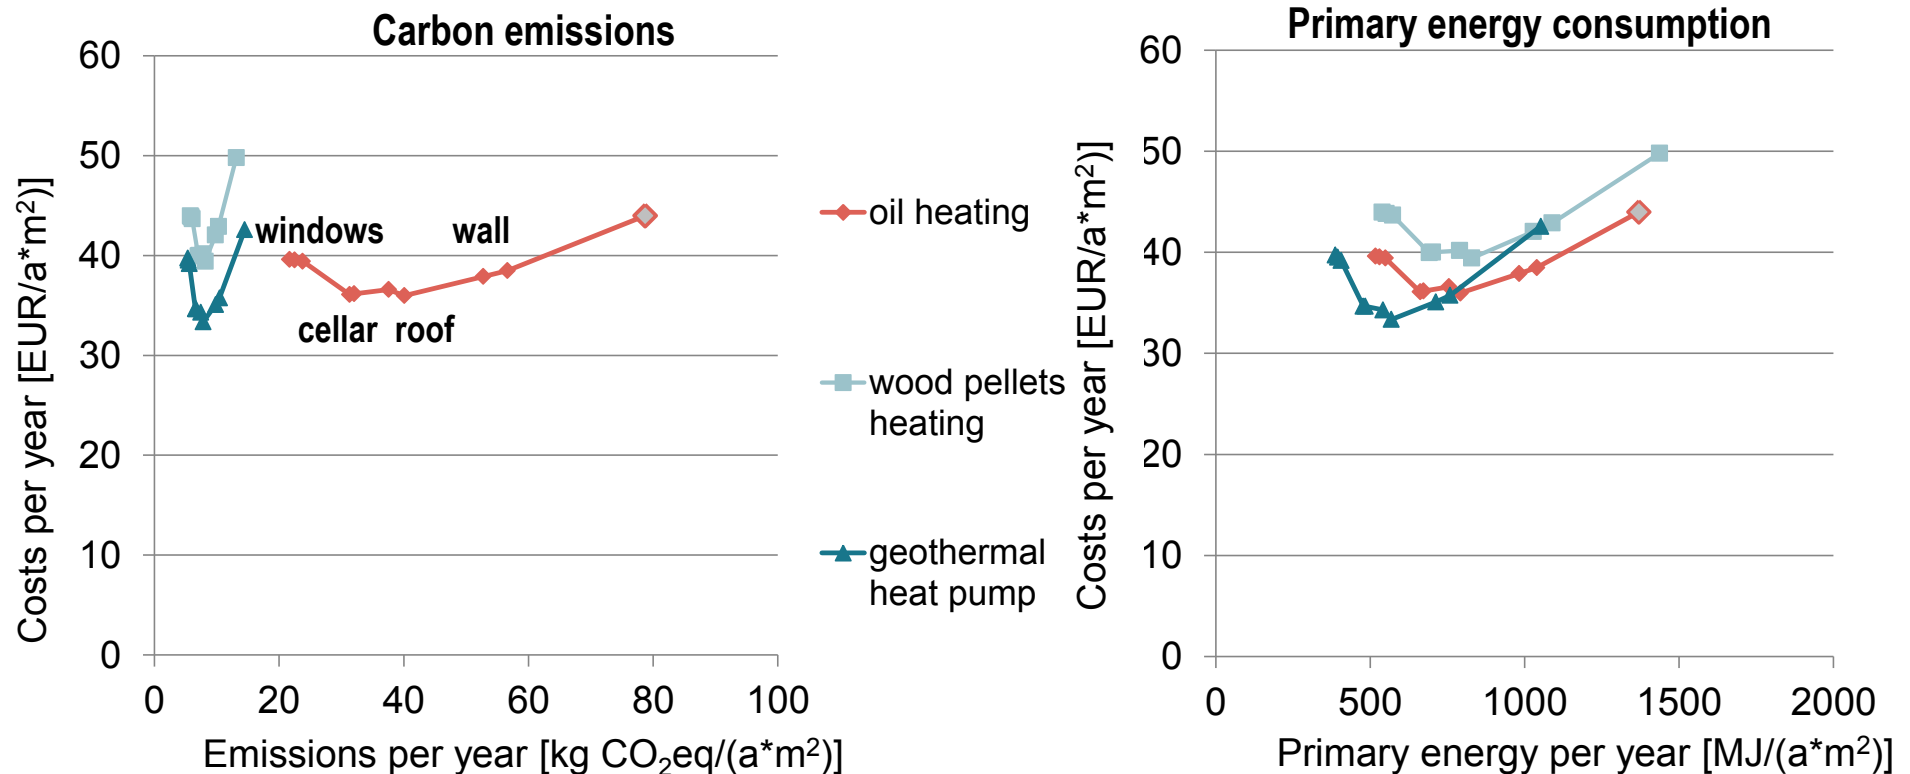 Carbon emissions
60
50
40
30
20
10
0
0 20 40 60 80 100
Costs per year [EUR/a*m²)]
Emissions per year [kg CO₂eq/(a*m²)]
windows wall
cellar roof
oil heating
wood pellets
heating
geothermal
heat pump
Primary energy consumption
60
50
40
30
20
10
0
0 500 1000 1500 2000
Costs per year [EUR/a*m²)]
Primary energy per year [MJ/(a*m²)]